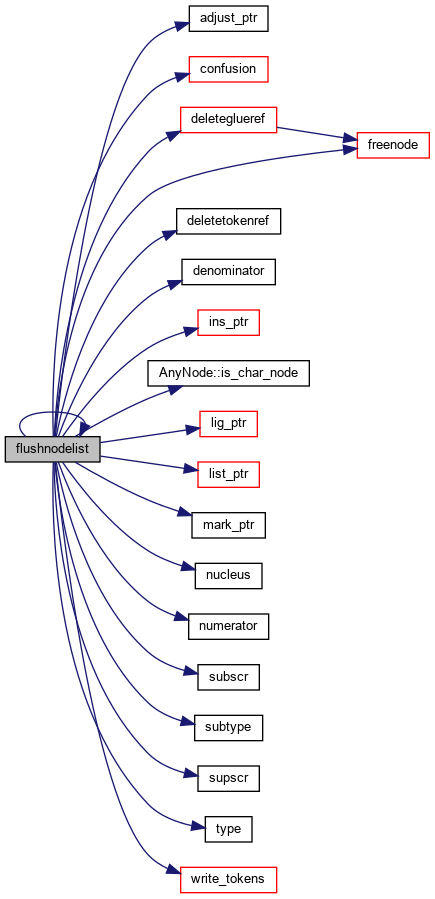 adjust_ptr
confusion
deleteglueref
freenode
deletetokenref
denominator
ins_ptr
AnyNode::is_char_node
lig_ptr
flushnodelist
list_ptr
mark_ptr
nucleus
numerator
subscr
subtype
supscr
type
write_tokens